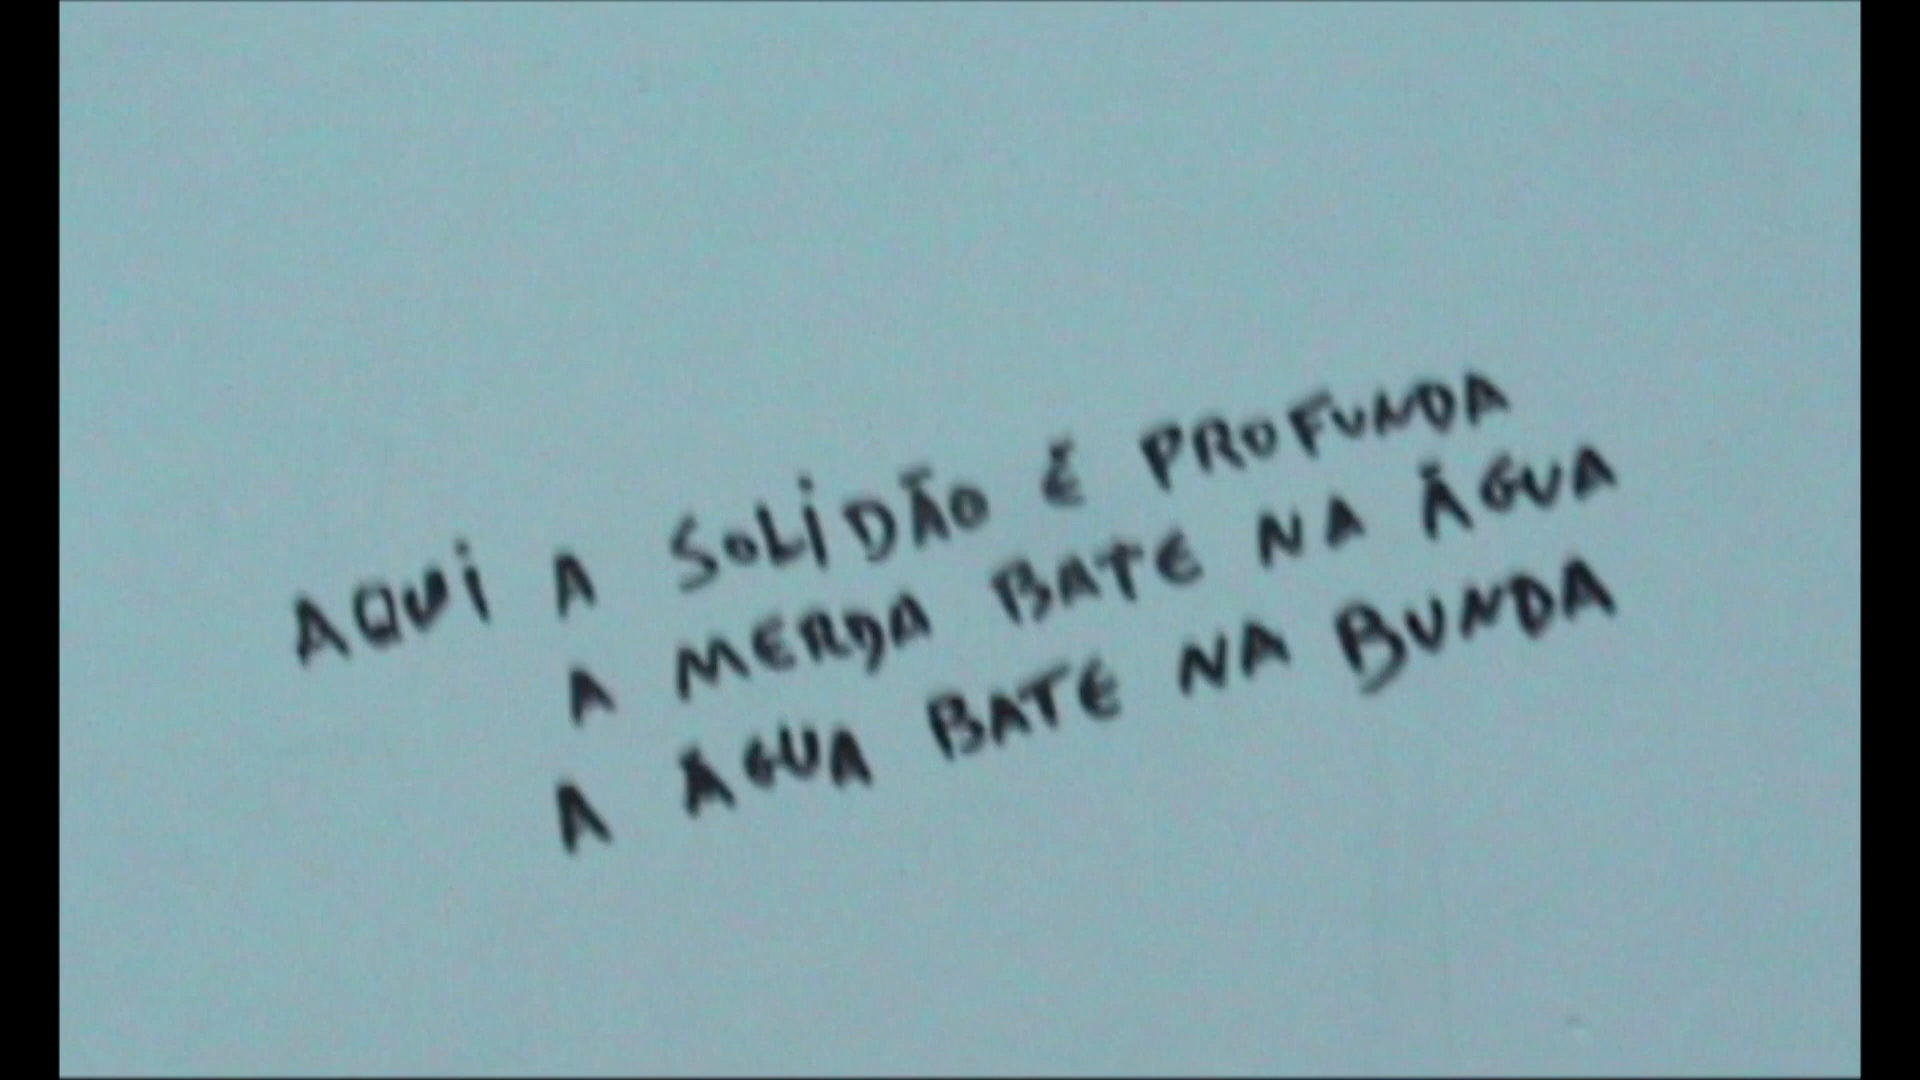 AQUI A SOLIDÃO É PROFUNDA
A MERDA BATE NA ÁGUA
A ÁGUA BATE NA BUNDA